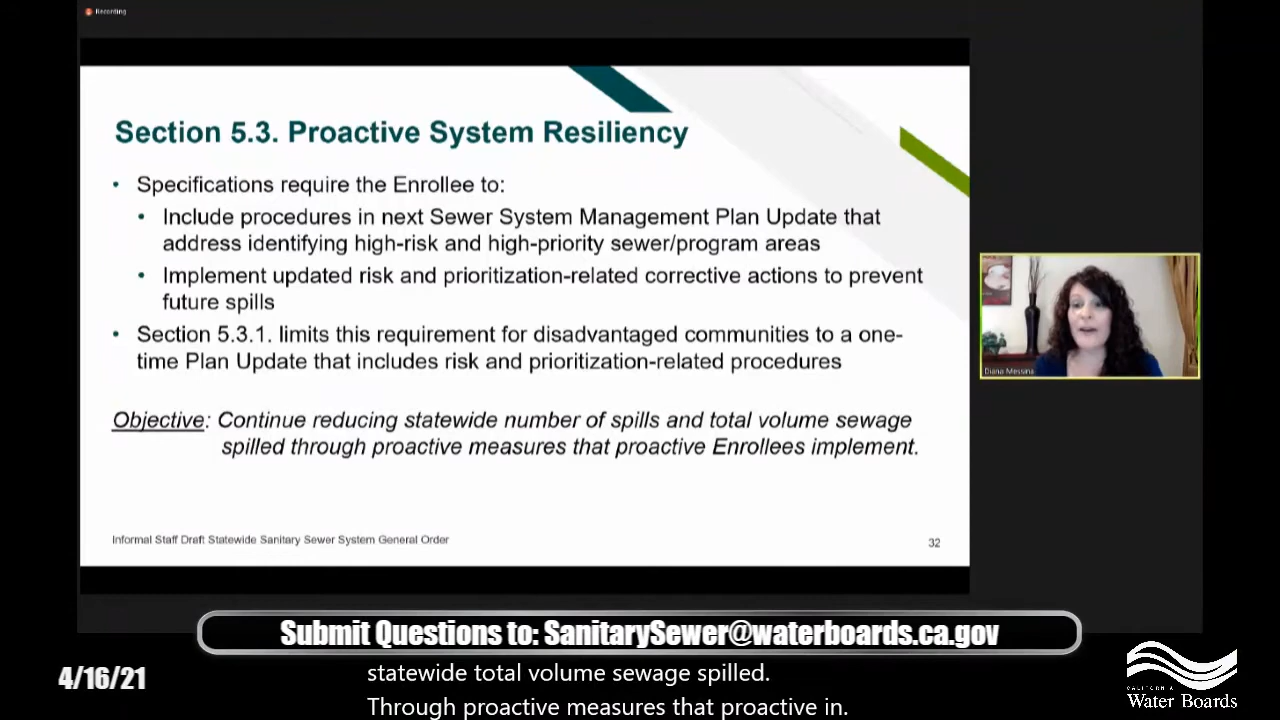 Recording
Section 5.3. Proactive System Resiliency
• Specifications require the Enrollee to:
• Include procedures in next Sewer System Management Plan Update that
address identifying high-risk and high-priority sewer/program areas
• Implement updated risk and prioritization-related corrective actions to prevent
future spills
• Section 5.3.1. limits this requirement for disadvantaged communities to a one-
time Plan Update that includes risk and prioritization-related procedures
Objective: Continue reducing statewide number of spills and total volume sewage
spilled through proactive measures that proactive Enrollees implement.
Informal Staff Draft Statewide Sanitary Sewer System General Order
32
Diana Messina
Submit Questions to: SanitarySewer@waterboards.ca.gov
4/16/21
statewide total volume sewage spilled.
Through proactive measures that proactive in.
CALIFORNIA
Water Boards